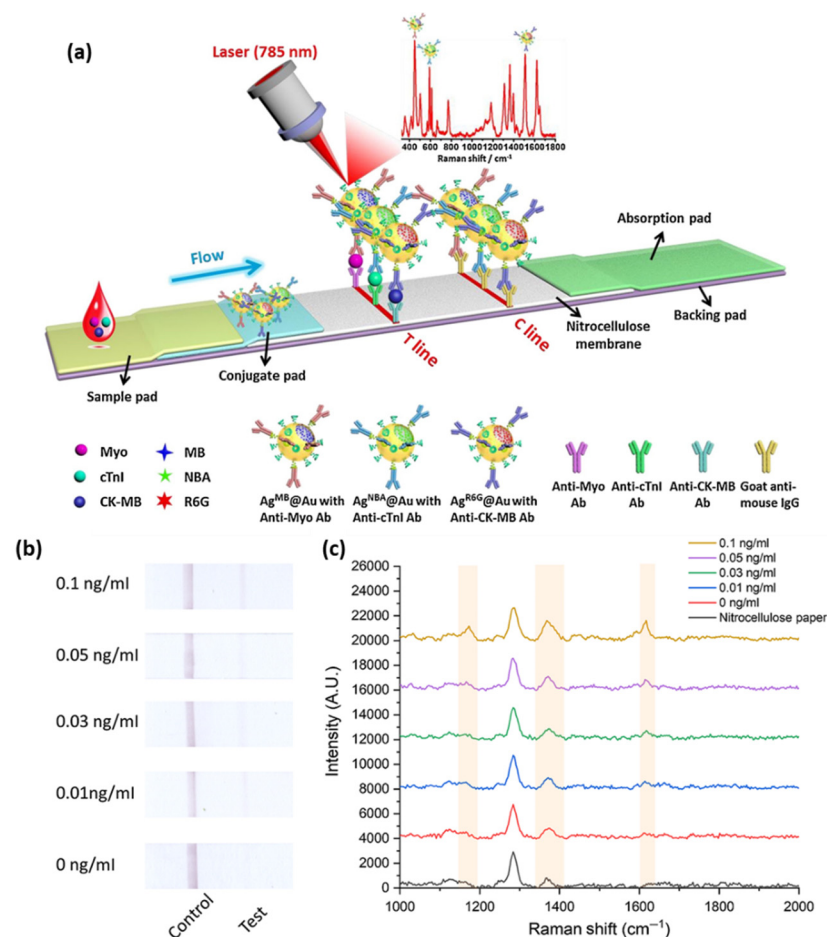 (a)
Laser (785 nm)
400 600 800 1000 1200 1400 1600 1800
Raman shift / cm⁻¹
Flow
Absorption pad
Backing pad
Nitrocellulose
membrane
C line
T line
Conjugate pad
Sample pad
Myo
MB
cTnI
NBA
CK-MB
R6G
Ag^MB@Au with
Anti-Myo Ab
Ag^NBA@Au with
Anti-cTnI Ab
Ag^R6G@Au with
Anti-CK-MB Ab
Anti-Myo
Ab
Anti-cTnI
Ab
Anti-CK-MB
Ab
Goat anti-
mouse IgG
(b)
0.1 ng/ml
0.05 ng/ml
0.03 ng/ml
0.01ng/ml
0 ng/ml
Control
Test
(c)
0.1 ng/ml
0.05 ng/ml
0.03 ng/ml
0.01 ng/ml
0 ng/ml
Nitrocellulose paper
26000
24000
22000
20000
18000
16000
14000
12000
10000
8000
6000
4000
2000
0
Intensity (A.U.)
1000 1200 1400 1600 1800 2000
Raman shift (cm⁻¹)